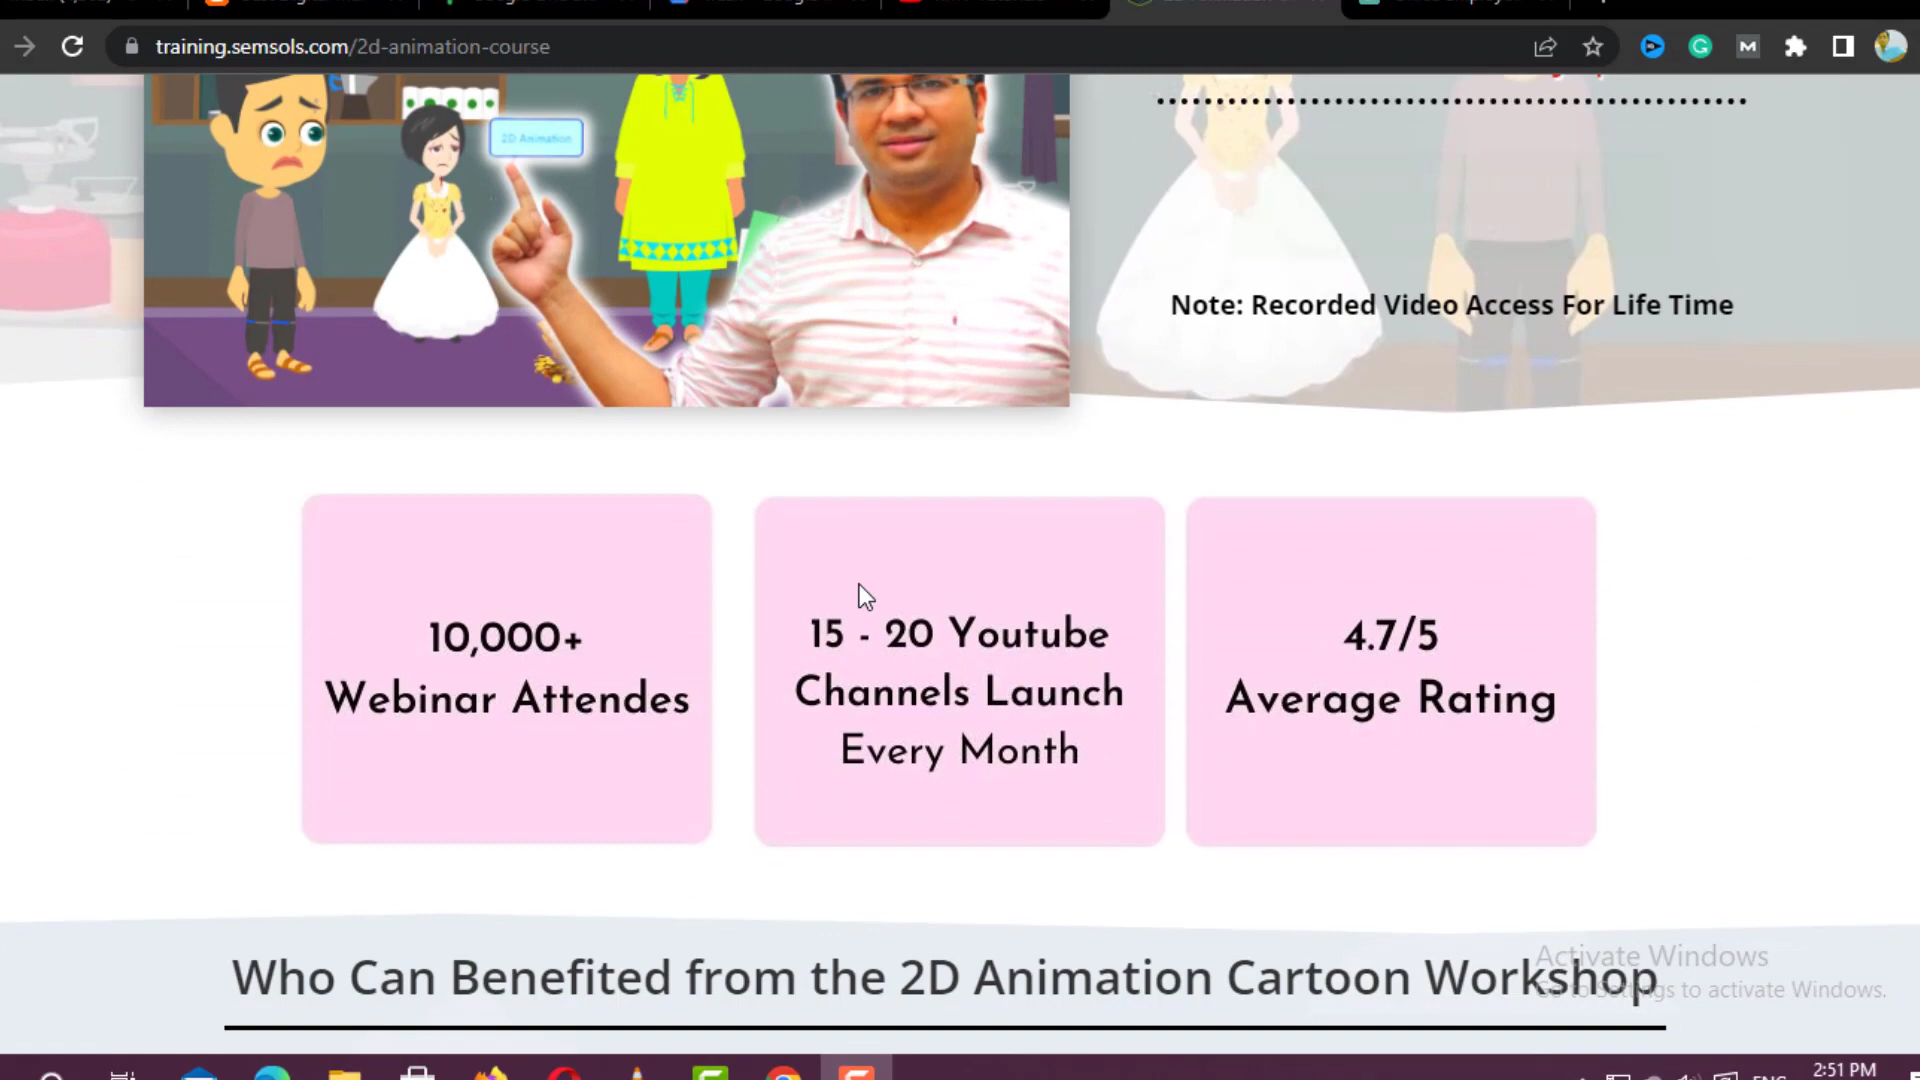 training.semsols.com/2d-animation-course
2D Animation
Note: Recorded Video Access For Life Time
10,000+
Webinar Attendes
15 - 20 Youtube
Channels Launch
Every Month
4.7/5
Average Rating
Who Can Benefited from the 2D Animation Cartoon Workshop
Activate Windows
Go to Settings to activate Windows.
2:51 PM